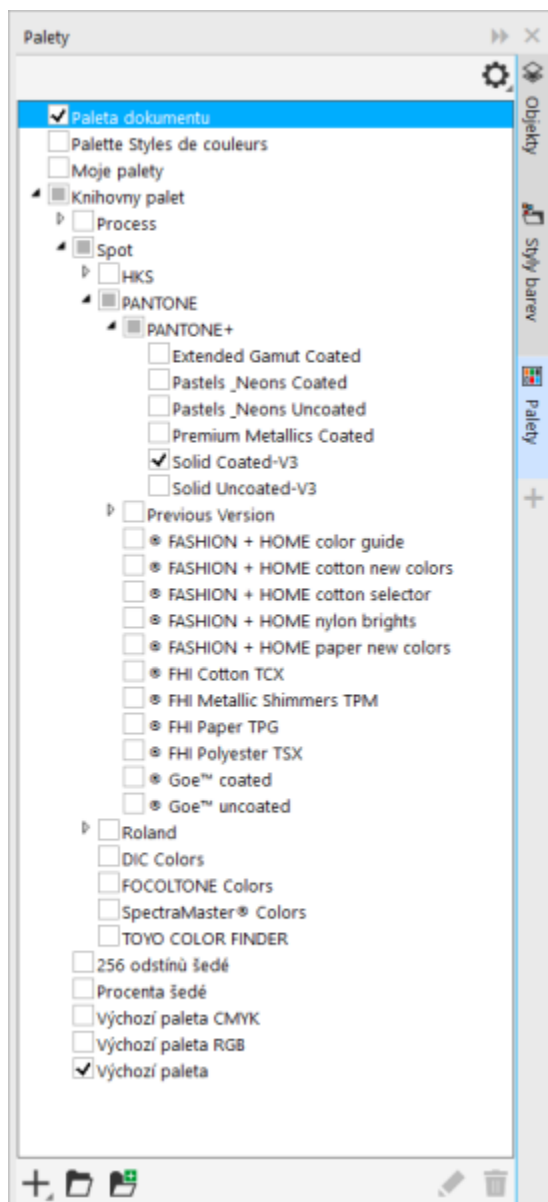 Palety
Paleta dokumentu
Palette Styles de couleurs
Moje palety
Knihovny palet
Process
Spot
HKS
PANTONE
PANTONE+
Extended Gamut Coated
Pastels _Neons Coated
Pastels _Neons Uncoated
Premium Metallics Coated
Solid Coated-V3
Solid Uncoated-V3
Previous Version
® FASHION + HOME color guide
® FASHION + HOME cotton new colors
® FASHION + HOME cotton selector
® FASHION + HOME nylon brights
® FASHION + HOME paper new colors
® FHI Cotton TCX
® FHI Metallic Shimmers TPM
® FHI Paper TPG
® FHI Polyester TSX
® Goe™ coated
® Goe™ uncoated
Roland
DIC Colors
FOCOLTONE Colors
SpectraMaster® Colors
TOYO COLOR FINDER
256 odstínů šedé
Procenta šedé
Výchozí paleta CMYK
Výchozí paleta RGB
Výchozí paleta
Objekty
Styly barev
Palety